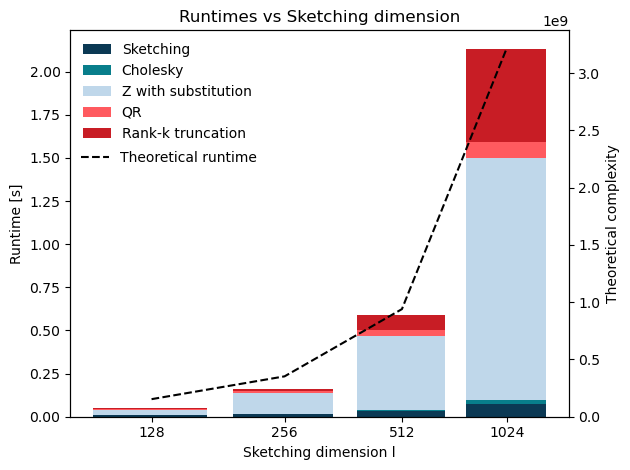 Runtimes vs Sketching dimension
1e9
Sketching
Cholesky
Z with substitution
QR
Rank-k truncation
Theoretical runtime
2.00
1.75
1.50
1.25
1.00
0.75
0.50
0.25
0.00
Runtime [s]
3.0
2.5
2.0
1.5
1.0
0.5
0.0
Theoretical complexity
128 256 512 1024
Sketching dimension l